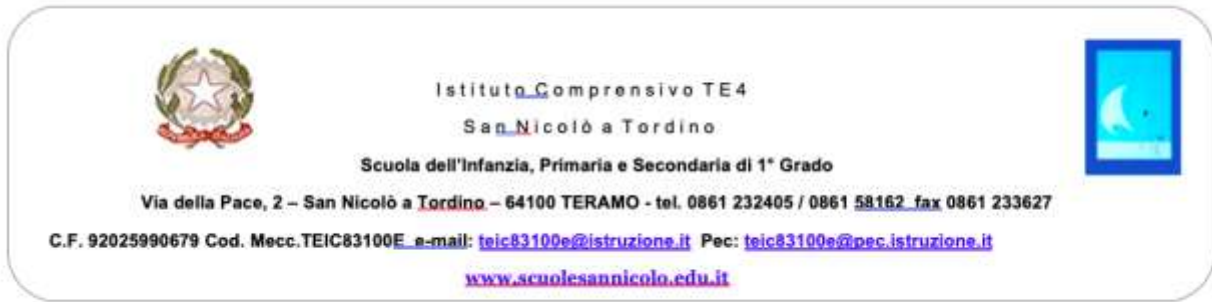 Istituto Comprensivo TE4
San Nicolò a Tordino
Scuola dell'Infanzia, Primaria e Secondaria di 1° Grado
Via della Pace, 2 – San Nicolò a Tordino – 64100 TERAMO - tel. 0861 232405 / 0861 58162 fax 0861 233627
C.F. 92025990679 Cod. Mecc.TEIC83100E e-mail: teic83100e@istruzione.it Pec: teic83100e@pec.istruzione.it
www.scuolesannicolo.edu.it